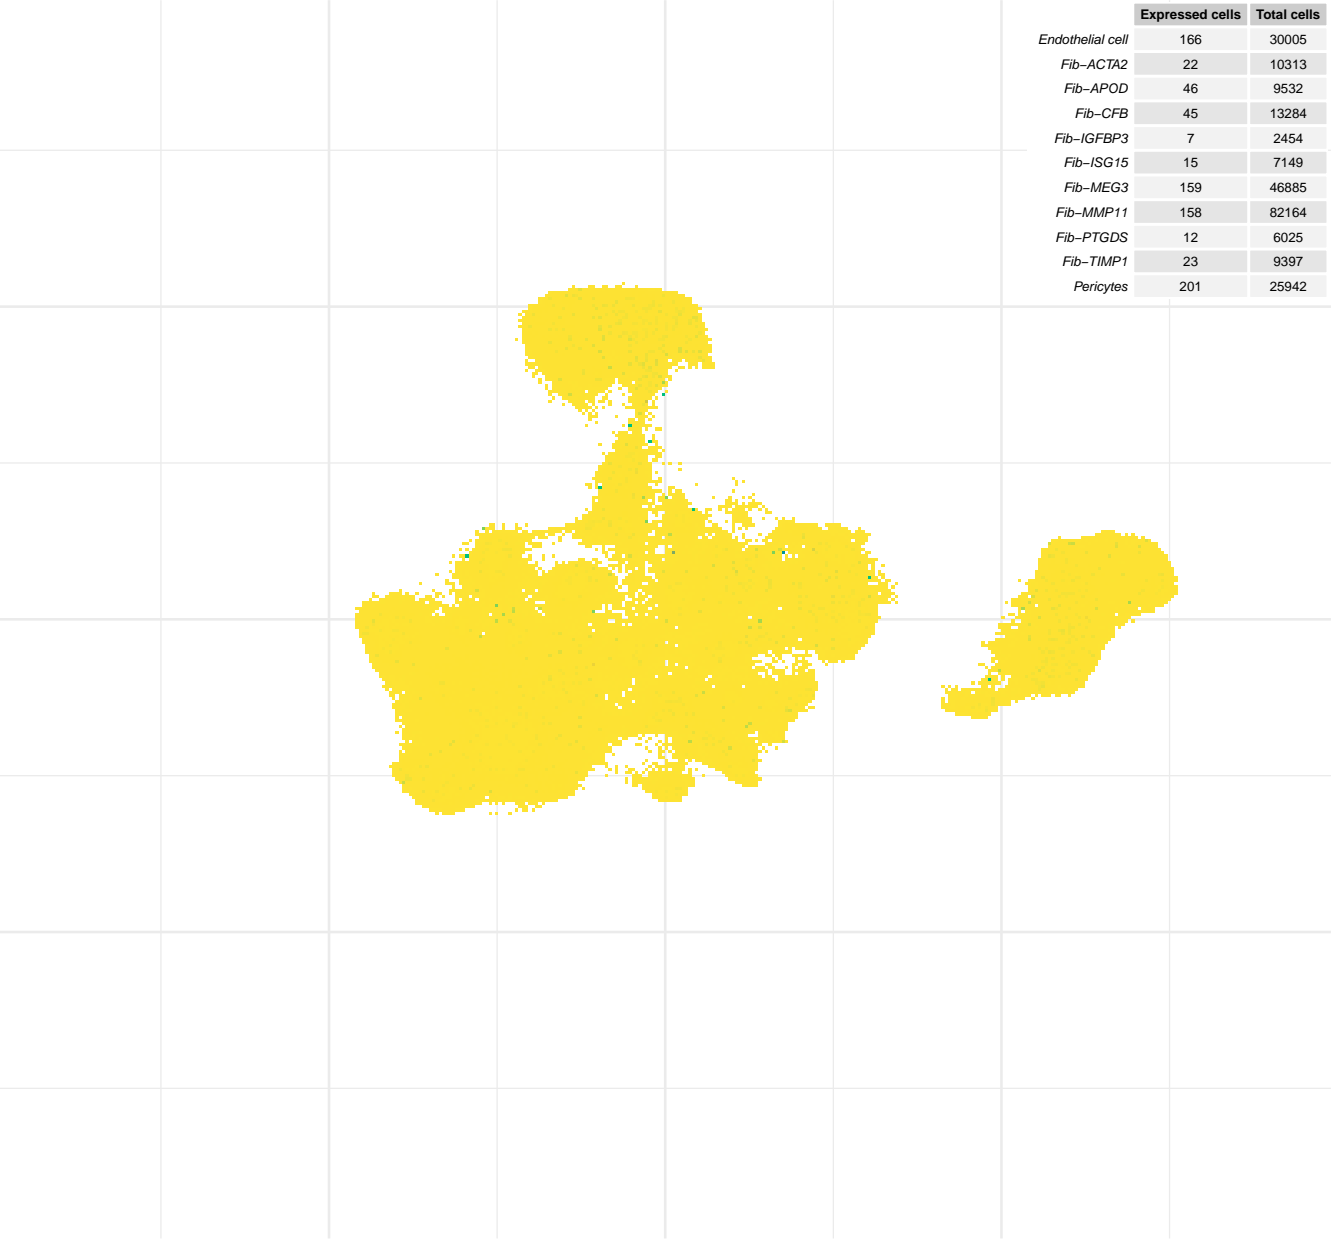 Expressed cells Total cells
Endothelial cell 166 30005
Fib−ACTA2 22 10313
Fib−APOD 46 9532
Fib−CFB 45 13284
Fib−IGFBP3 7 2454
Fib−ISG15 15 7149
Fib−MEG3 159 46885
Fib−MMP11 158 82164
Fib−PTGDS 12 6025
Fib−TIMP1 23 9397
Pericytes 201 25942